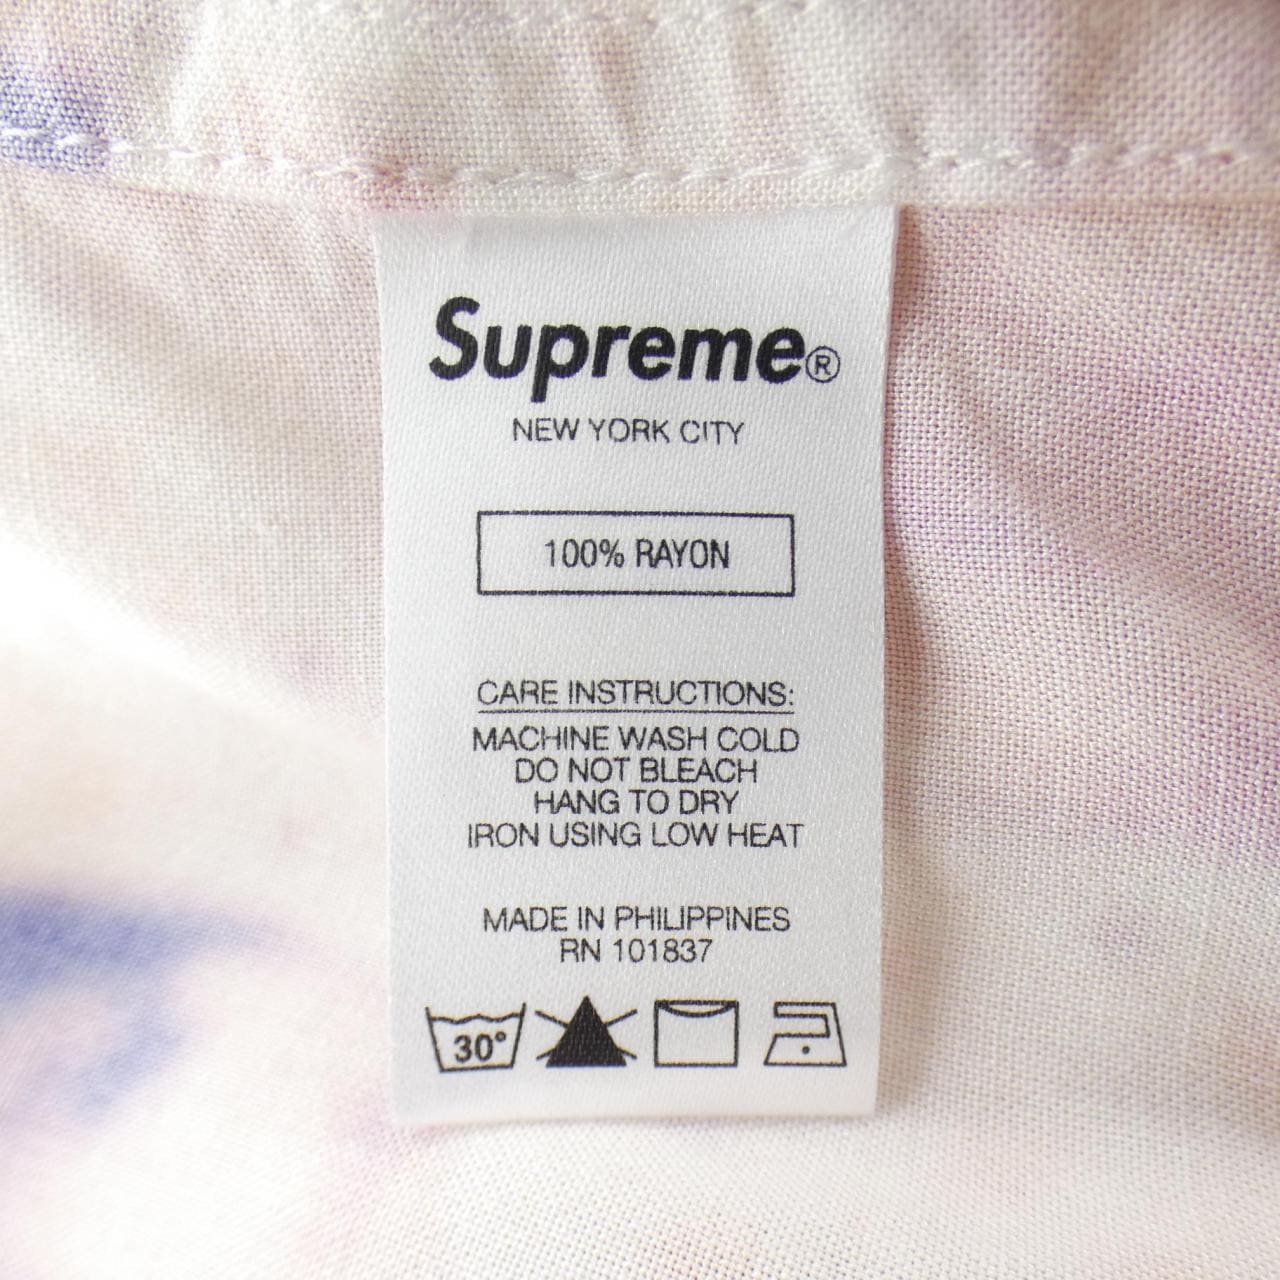 Supreme®
NEW YORK CITY
100% RAYON
CARE INSTRUCTIONS:
MACHINE WASH COLD
DO NOT BLEACH
HANG TO DRY
IRON USING LOW HEAT
MADE IN PHILIPPINES
RN 101837
30°